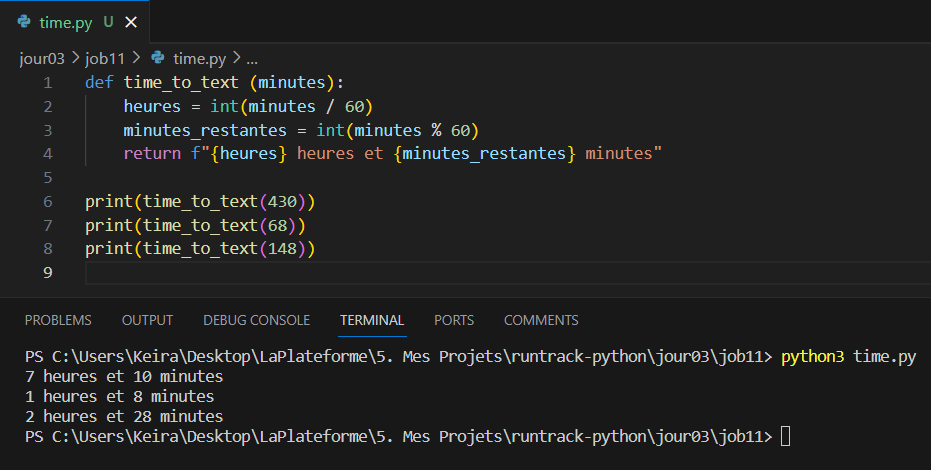 time.py U ×
jour03 > job11 > time.py > ...
1 def time_to_text (minutes):
2     heures = int(minutes / 60)
3     minutes_restantes = int(minutes % 60)
4     return f"{heures} heures et {minutes_restantes} minutes"
5
6 print(time_to_text(430))
7 print(time_to_text(68))
8 print(time_to_text(148))
9
PROBLEMS OUTPUT DEBUG CONSOLE TERMINAL PORTS COMMENTS
PS C:\Users\Keira\Desktop\LaPlateforme\5. Mes Projets\runtrack-python\jour03\job11> python3 time.py
7 heures et 10 minutes
1 heures et 8 minutes
2 heures et 28 minutes
PS C:\Users\Keira\Desktop\LaPlateforme\5. Mes Projets\runtrack-python\jour03\job11>